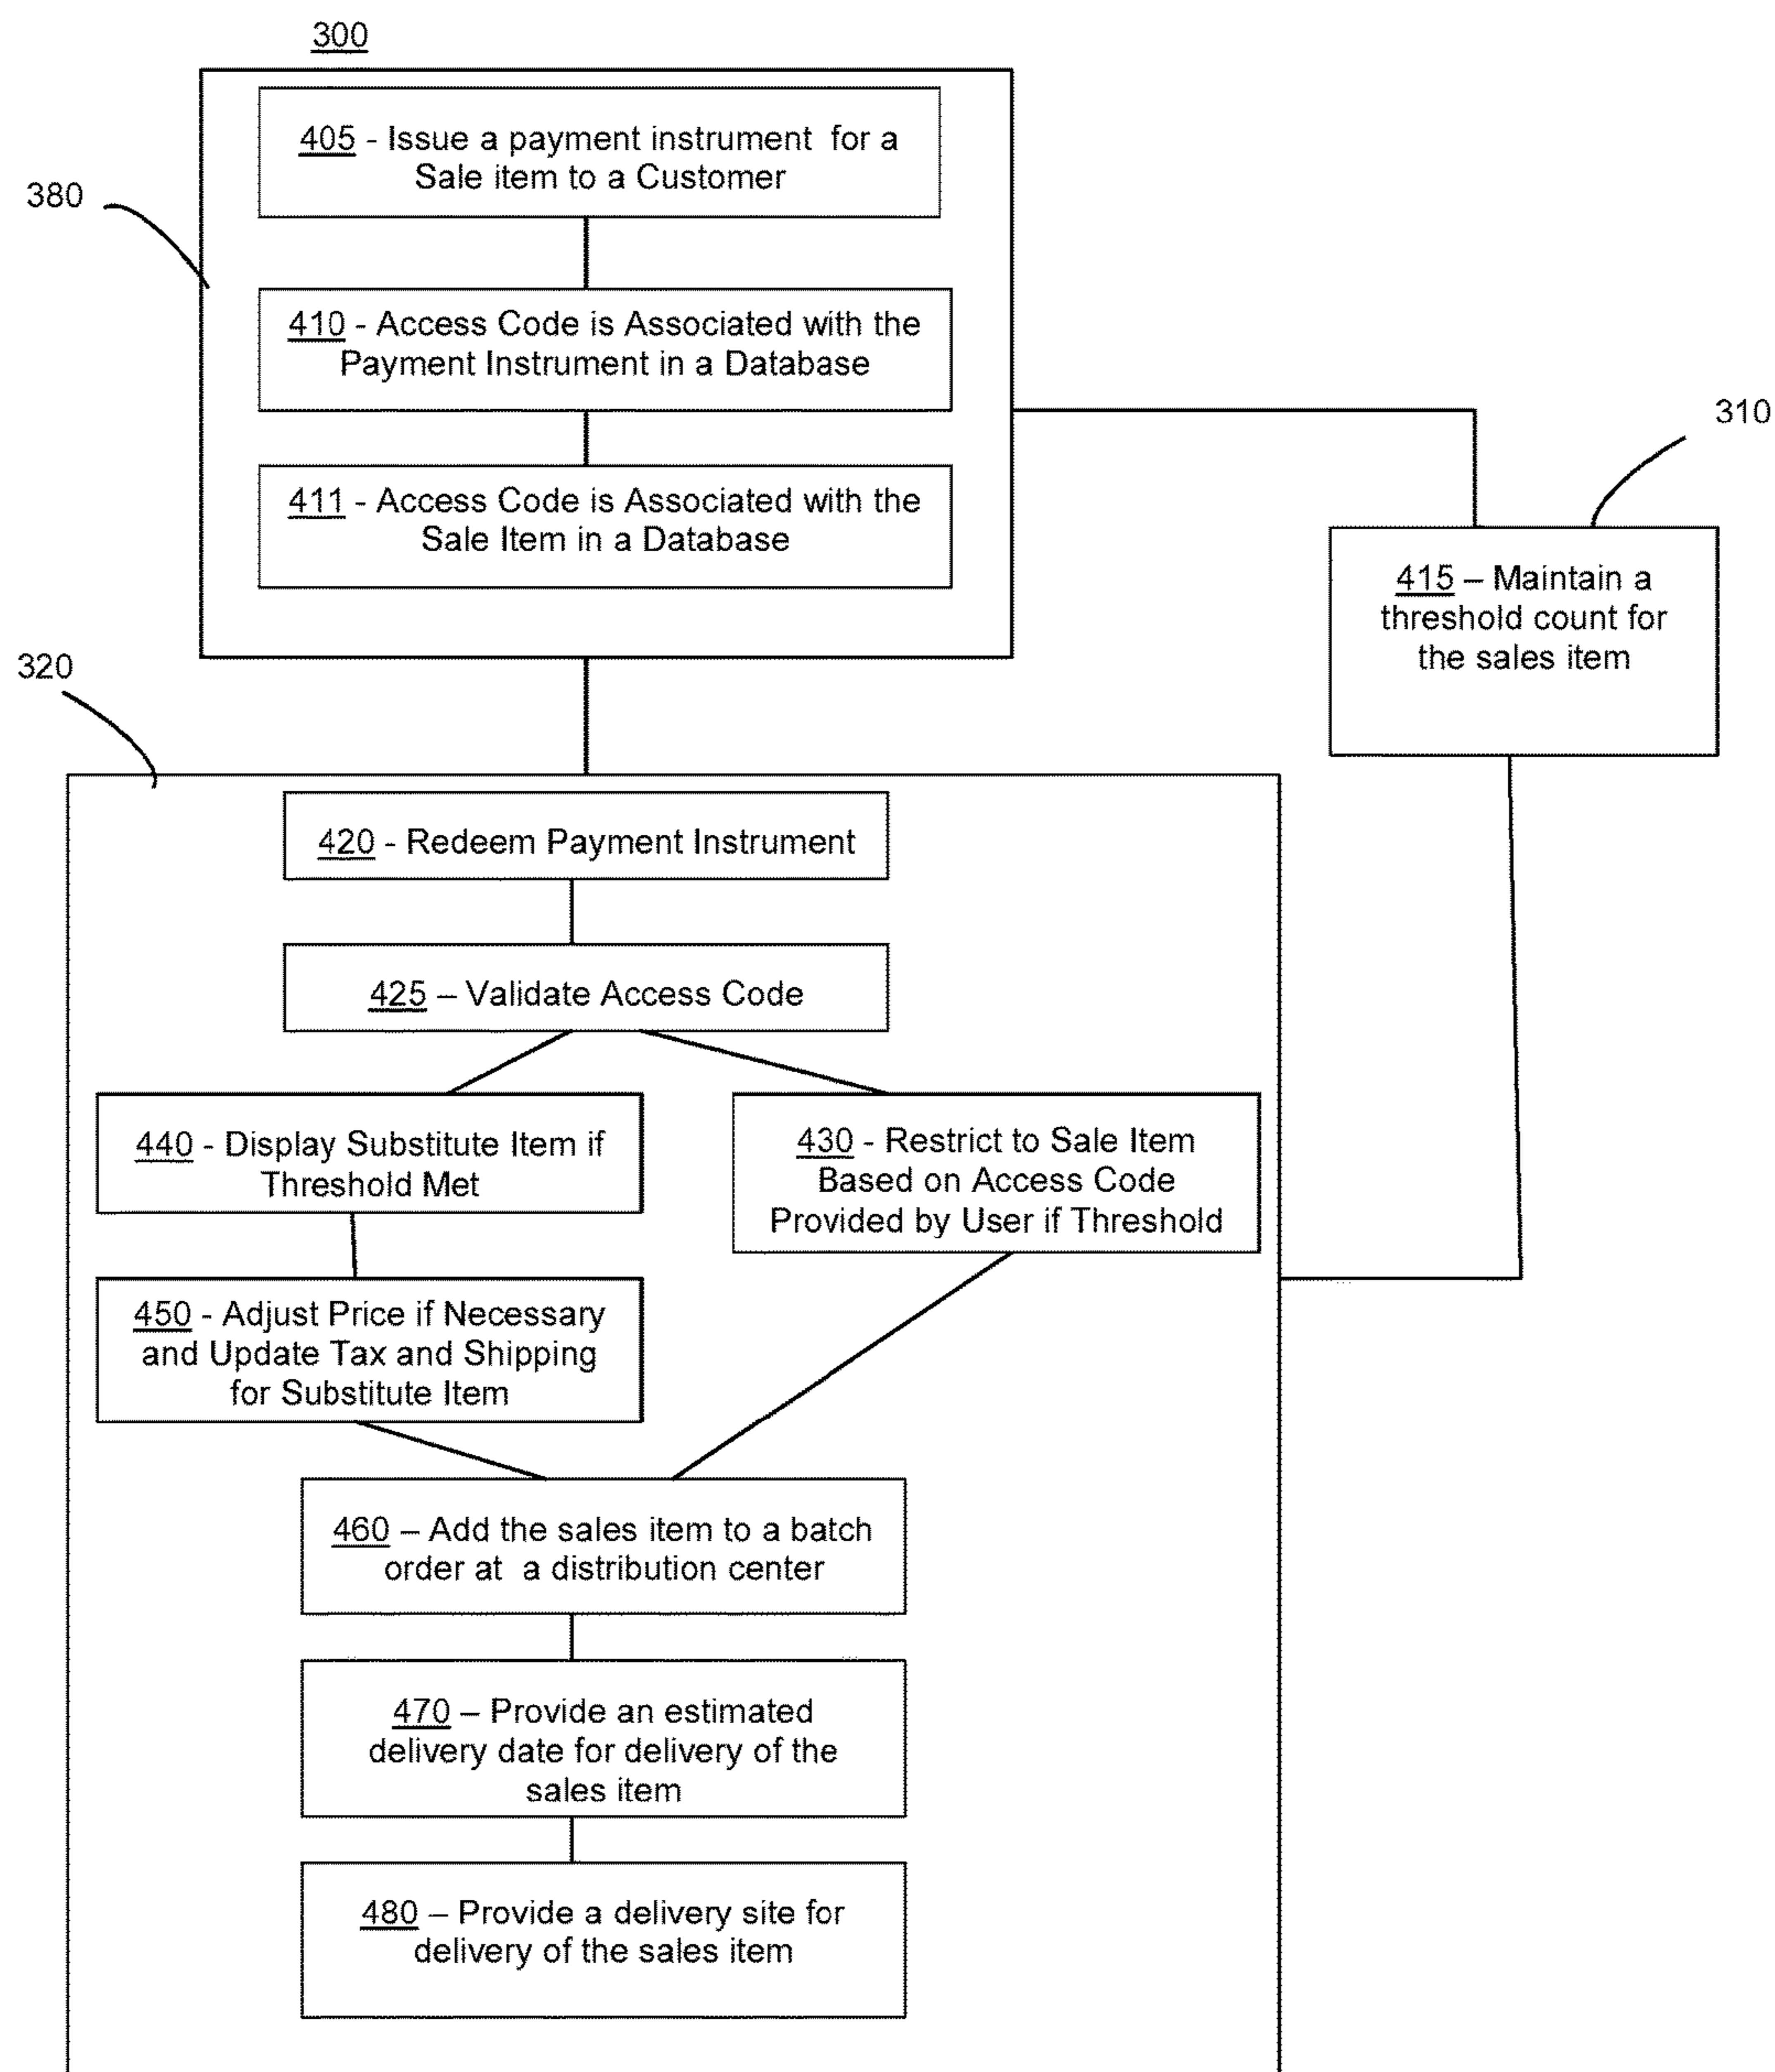 300
405 - Issue a payment instrument for a
Sale item to a Customer
380
410 - Access Code is Associated with the
Payment Instrument in a Database
310
411 - Access Code is Associated with the
Sale Item in a Database
415 – Maintain a
threshold count for
the sales item
320
420 - Redeem Payment Instrument
425 – Validate Access Code
440 - Display Substitute Item if
Threshold Met
430 - Restrict to Sale Item
Based on Access Code
Provided by User if Threshold
450 - Adjust Price if Necessary
and Update Tax and Shipping
for Substitute Item
460 – Add the sales item to a batch
order at a distribution center
470 – Provide an estimated
delivery date for delivery of the
sales item
480 – Provide a delivery site for
delivery of the sales item